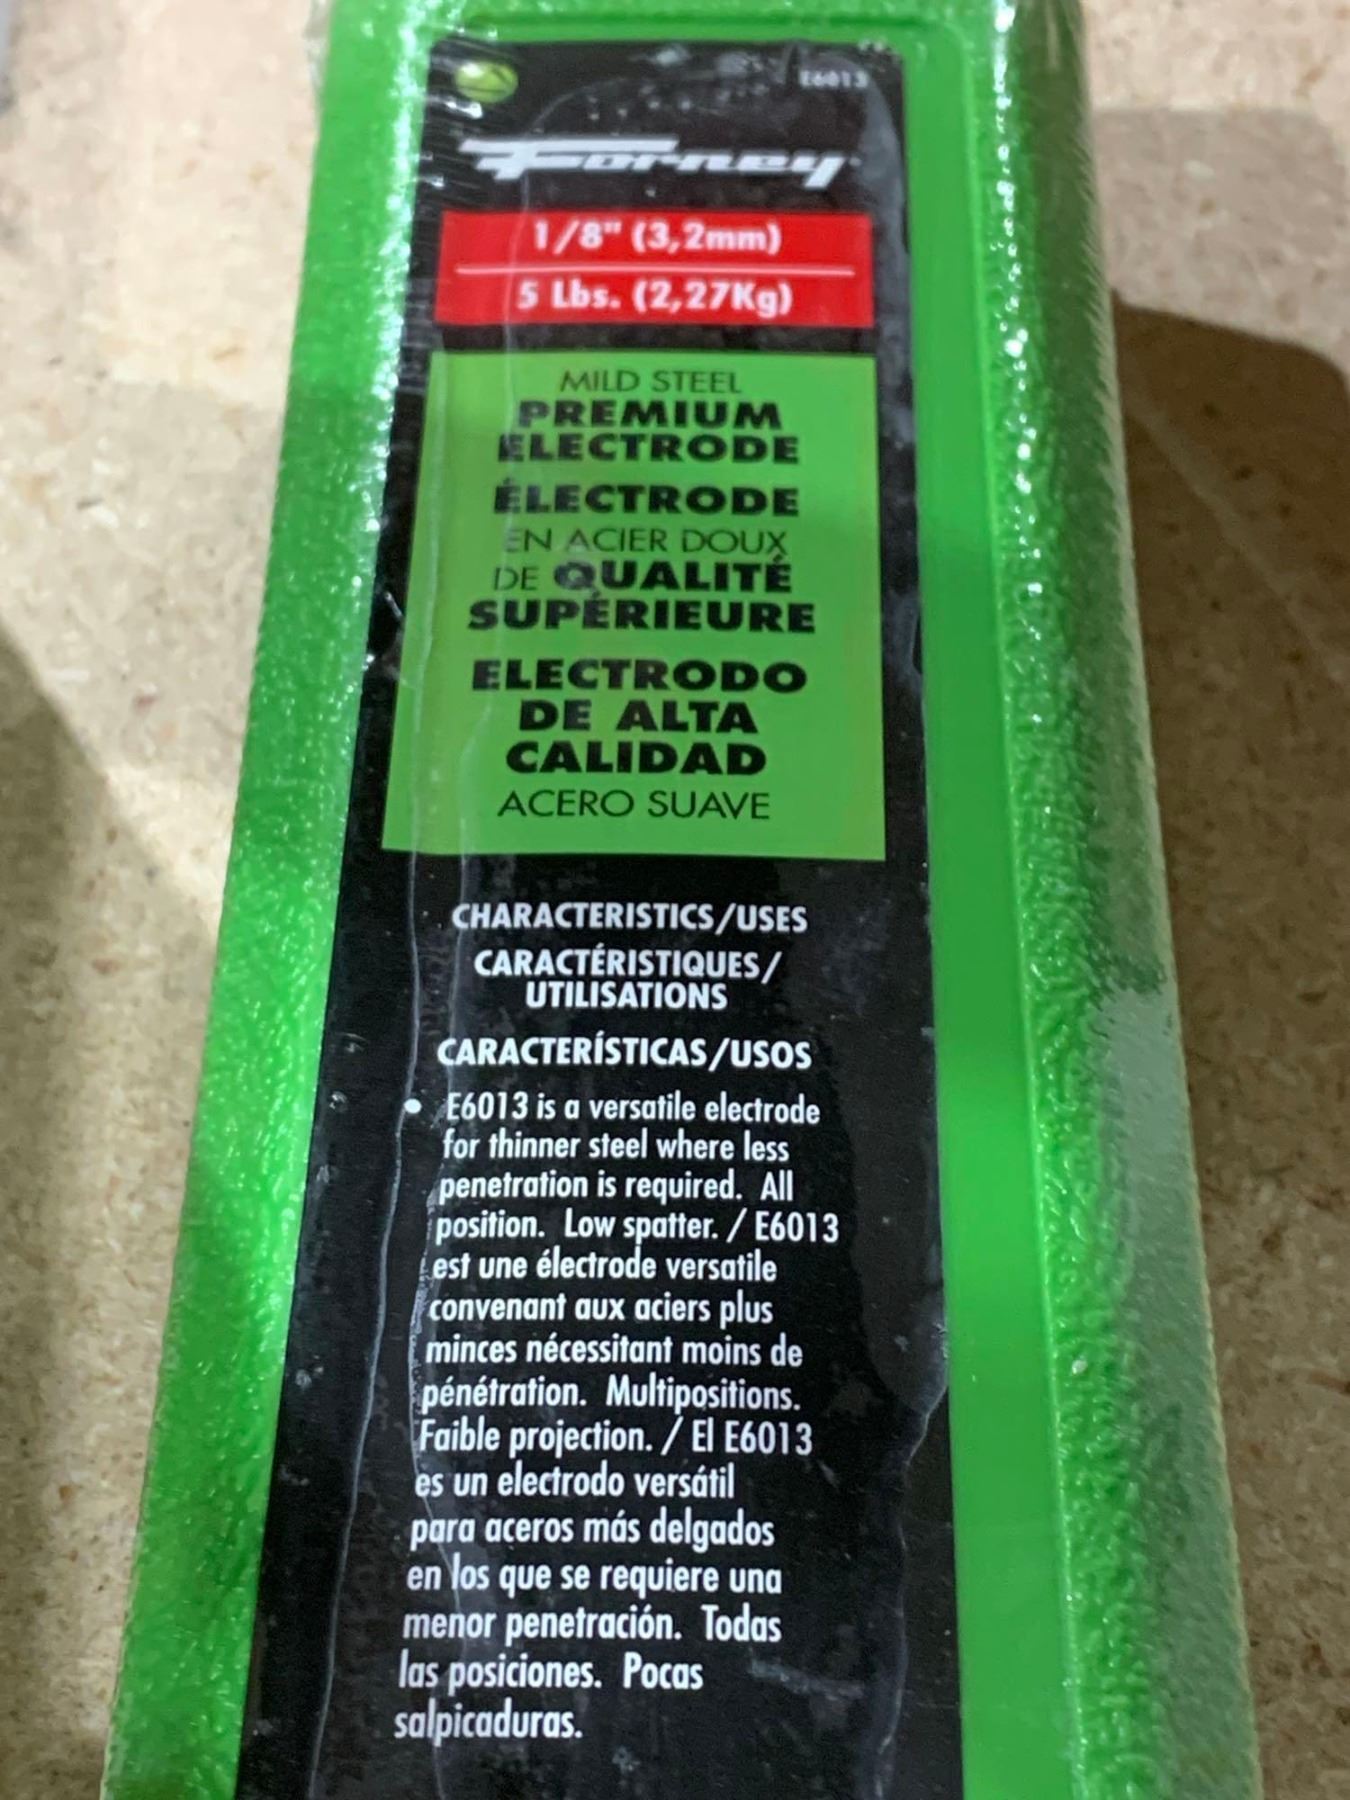 E6013
Forney
1/8" (3,2mm)
5 Lbs. (2,27Kg)
MILD STEEL
PREMIUM
ELECTRODE
ÉLECTRODE
EN ACIER DOUX
DE QUALITÉ
SUPÉRIEURE
ELECTRODO
DE ALTA
CALIDAD
ACERO SUAVE
CHARACTERISTICS/USES
CARACTÉRISTIQUES/
UTILISATIONS
CARACTERÍSTICAS/USOS
• E6013 is a versatile electrode
for thinner steel where less
penetration is required. All
position. Low spatter. / E6013
est une électrode versatile
convenant aux aciers plus
minces nécessitant moins de
pénétration. Multipositions.
Faible projection. / El E6013
es un electrodo versátil
para aceros más delgados
en los que se requiere una
menor penetración. Todas
las posiciones. Pocas
salpicaduras.